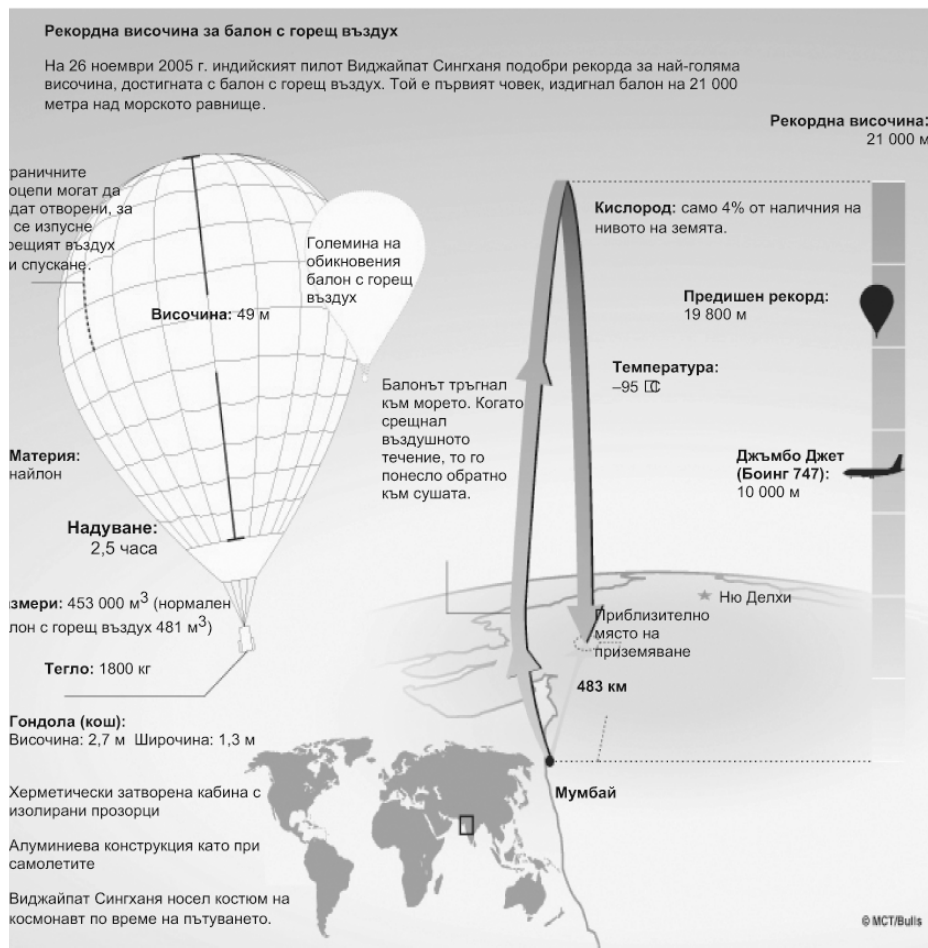 Рекордна височина за балон с горещ въздух
На 26 ноември 2005 г. индийският пилот Виджайпат Сингханя подобри рекорда за най-голяма
височина, достигната с балон с горещ въздух. Той е първият човек, издигнал балон на 21 000
метра над морското равнище.
Рекордна височина:
21 000 м
раничните
оцепи могат да
дат отворени, за
се изпусне
рещият въздух
и спускане.
Големина на
обикновения
балон с горещ
въздух
Височина: 49 м
Кислород: само 4% от наличния на
нивото на земята.
Предишен рекорд:
19 800 м
Температура:
–95
Балонът тръгнал
към морето. Когато
срещнал
въздушното
течение, то го
понесло обратно
към сушата.
Джъмбо Джет
(Боинг 747):
10 000 м
Материя:
найлон
Надуване:
2,5 часа
змери: 453 000 м³ (нормален
лон с горещ въздух 481 м³)
Тегло: 1800 кг
Ню Делхи
Приблизително
място на
приземяване
483 км
Мумбай
Гондола (кош):
Височина: 2,7 м Широчина: 1,3 м
Херметически затворена кабина с
изолирани прозорци
Алуминиева конструкция като при
самолетите
Виджайпат Сингханя носел костюм на
космонавт по време на пътуването.
© MCT/Bulls